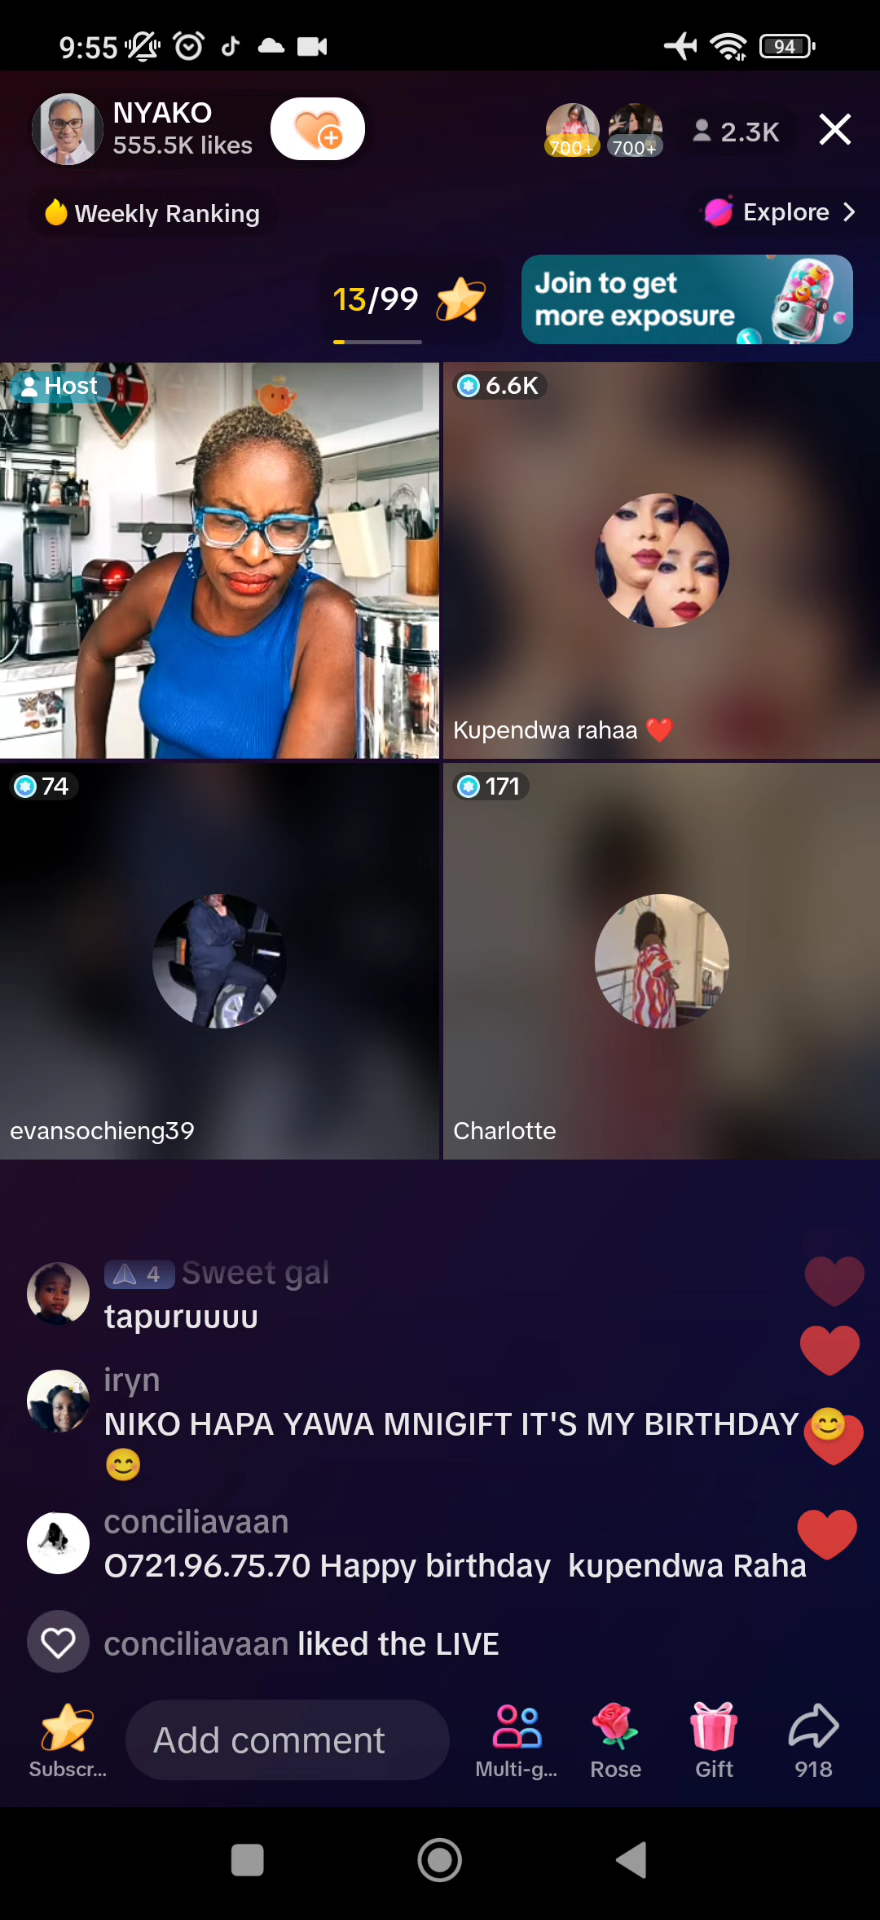 9:55
94
NYAKO
555.5K likes
700+
700+
2.3K
Weekly Ranking
Explore
13/99
Join to get
more exposure
Host
6.6K
Kupendwa rahaa ❤️
74
171
evansochieng39
Charlotte
4 Sweet gal
tapuruuuu
iryn
NIKO HAPA YAWA MNIGIFT IT'S MY BIRTHDAY 😊
😊
conciliavaan
O721.96.75.70 Happy birthday kupendwa Raha
conciliavaan liked the LIVE
Add comment
Subscr...
Multi-g...
Rose
Gift
918